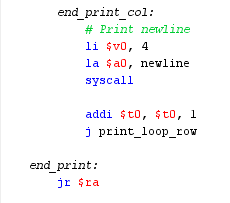 end_print_col:
# Print newline
li $v0, 4
la $a0, newline
syscall
addi $t0, $t0, 1
j print_loop_row
end_print:
jr $ra